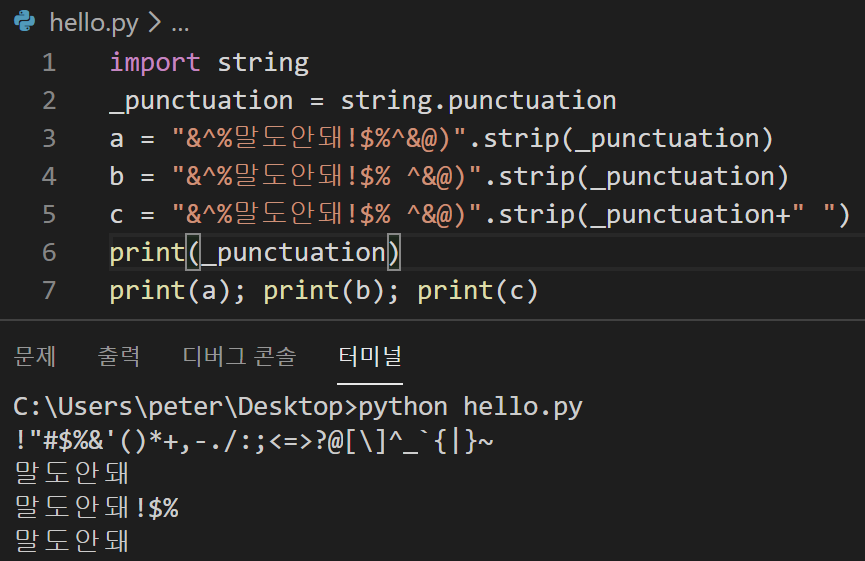 hello.py > ...
1 import string
2 _punctuation = string.punctuation
3 a = "&^%말도안돼!$%^&@)".strip(_punctuation)
4 b = "&^%말도안돼!$% ^&@)".strip(_punctuation)
5 c = "&^%말도안돼!$% ^&@)".strip(_punctuation+" ")
6 print(_punctuation)
7 print(a); print(b); print(c)
문제 출력 디버그 콘솔 터미널
C:\Users\peter\Desktop>python hello.py
!"#$%&'()*+,-./:;<=>?@[\]^_`{|}~
말도안돼
말도안돼!$%
말도안돼